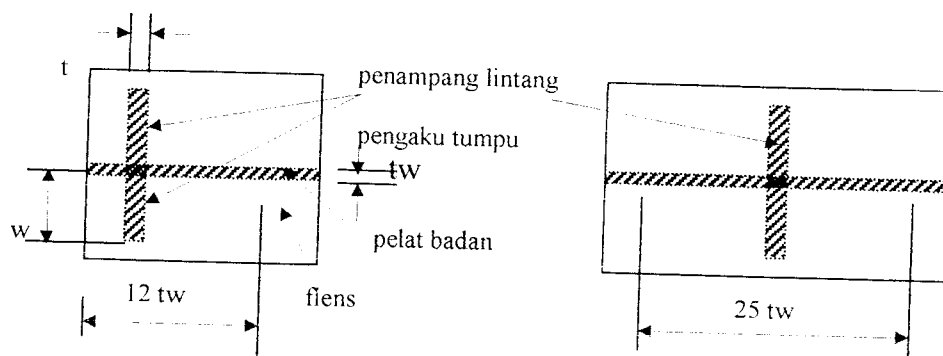 t
penampang lintang
pengaku tumpu
tw
w
pelat badan
12 tw
flens
25 tw